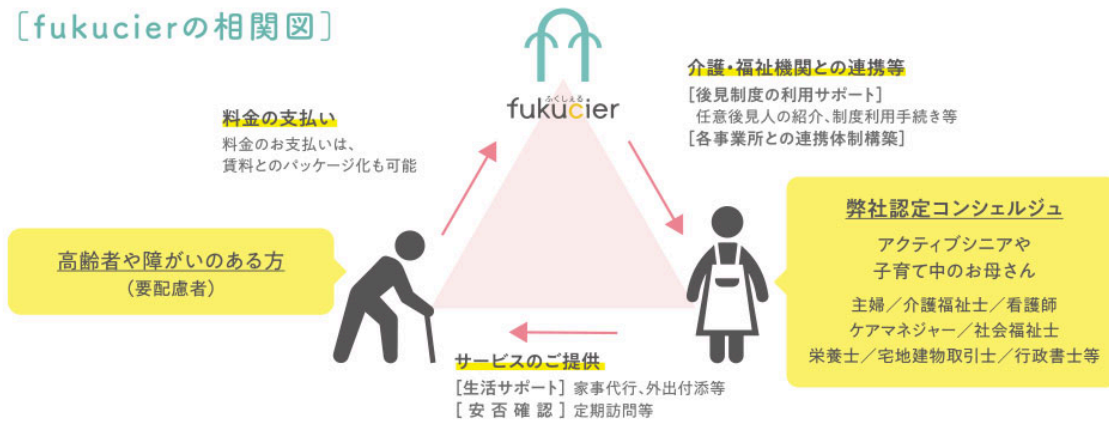 [fukucierの相関図]
ふくしえる
fukucier
料金の支払い
料金のお支払いは、
賃料とのパッケージ化も可能
介護・福祉機関との連携等
[後見制度の利用サポート]
任意後見人の紹介、制度利用手続き等
[各事業所との連携体制構築]
高齢者や障がいのある方
(要配慮者)
弊社認定コンシェルジュ
アクティブシニアや
子育て中のお母さん
主婦／介護福祉士／看護師
ケアマネジャー／社会福祉士
栄養士／宅地建物取引士／行政書士等
サービスのご提供
[生活サポート] 家事代行、外出付添等
[安否確認] 定期訪問等